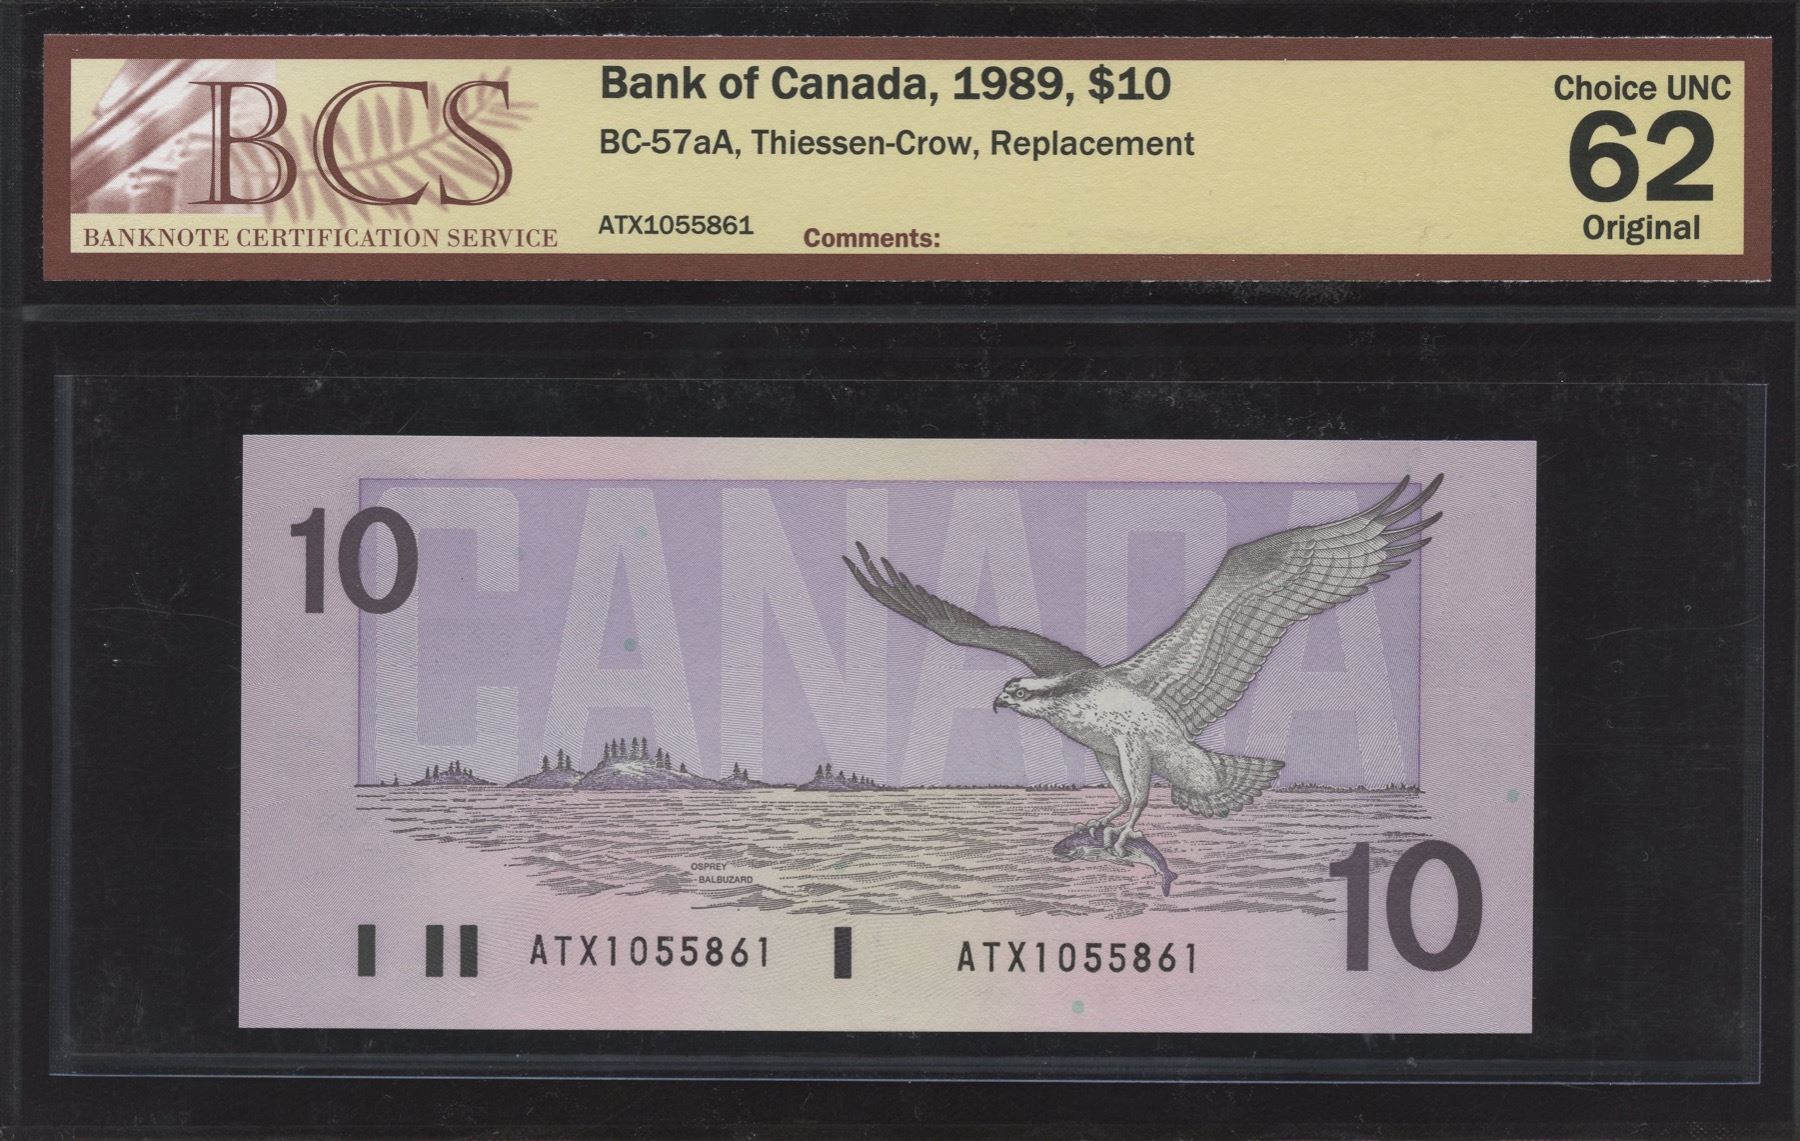 BCS
BANKNOTE CERTIFICATION SERVICE
Bank of Canada, 1989, $10
BC-57aA, Thiessen-Crow, Replacement
ATX1055861
Comments:
Choice UNC
62
Original
CANADA
10
OSPREY
- BALBUZARD
10
ATX1055861
ATX1055861